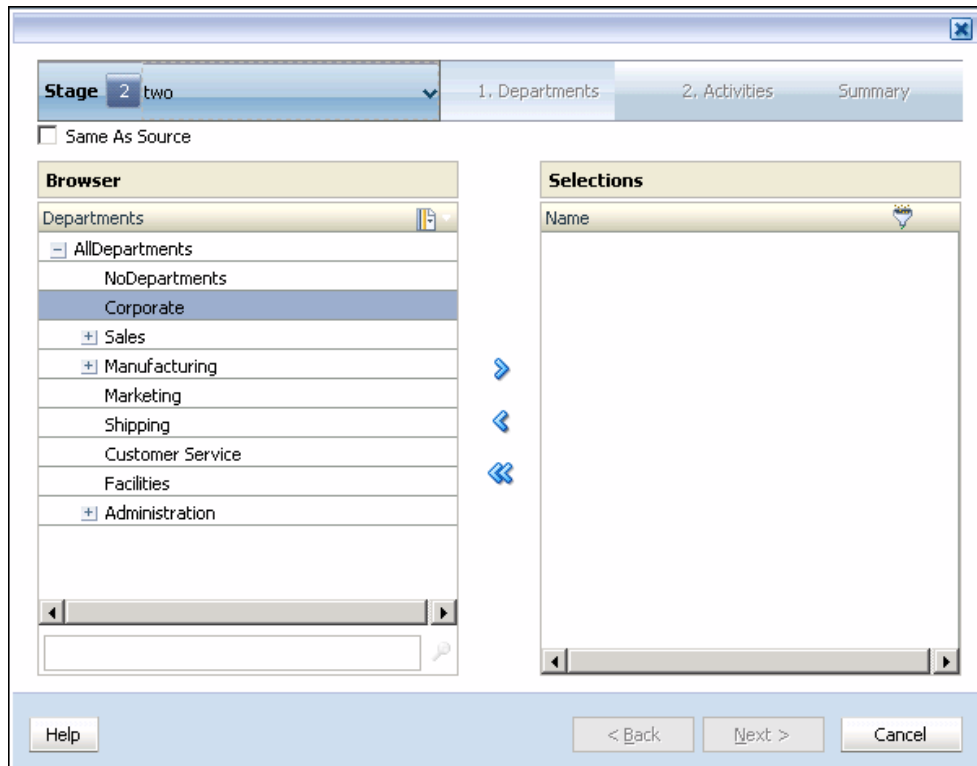 Stage 2 two 1. Departments 2. Activities Summary
Same As Source
Browser
Selections
Departments
Name
AllDepartments
NoDepartments
Corporate
Sales
Manufacturing
Marketing
Shipping
Customer Service
Facilities
Administration
Help < Back Next > Cancel